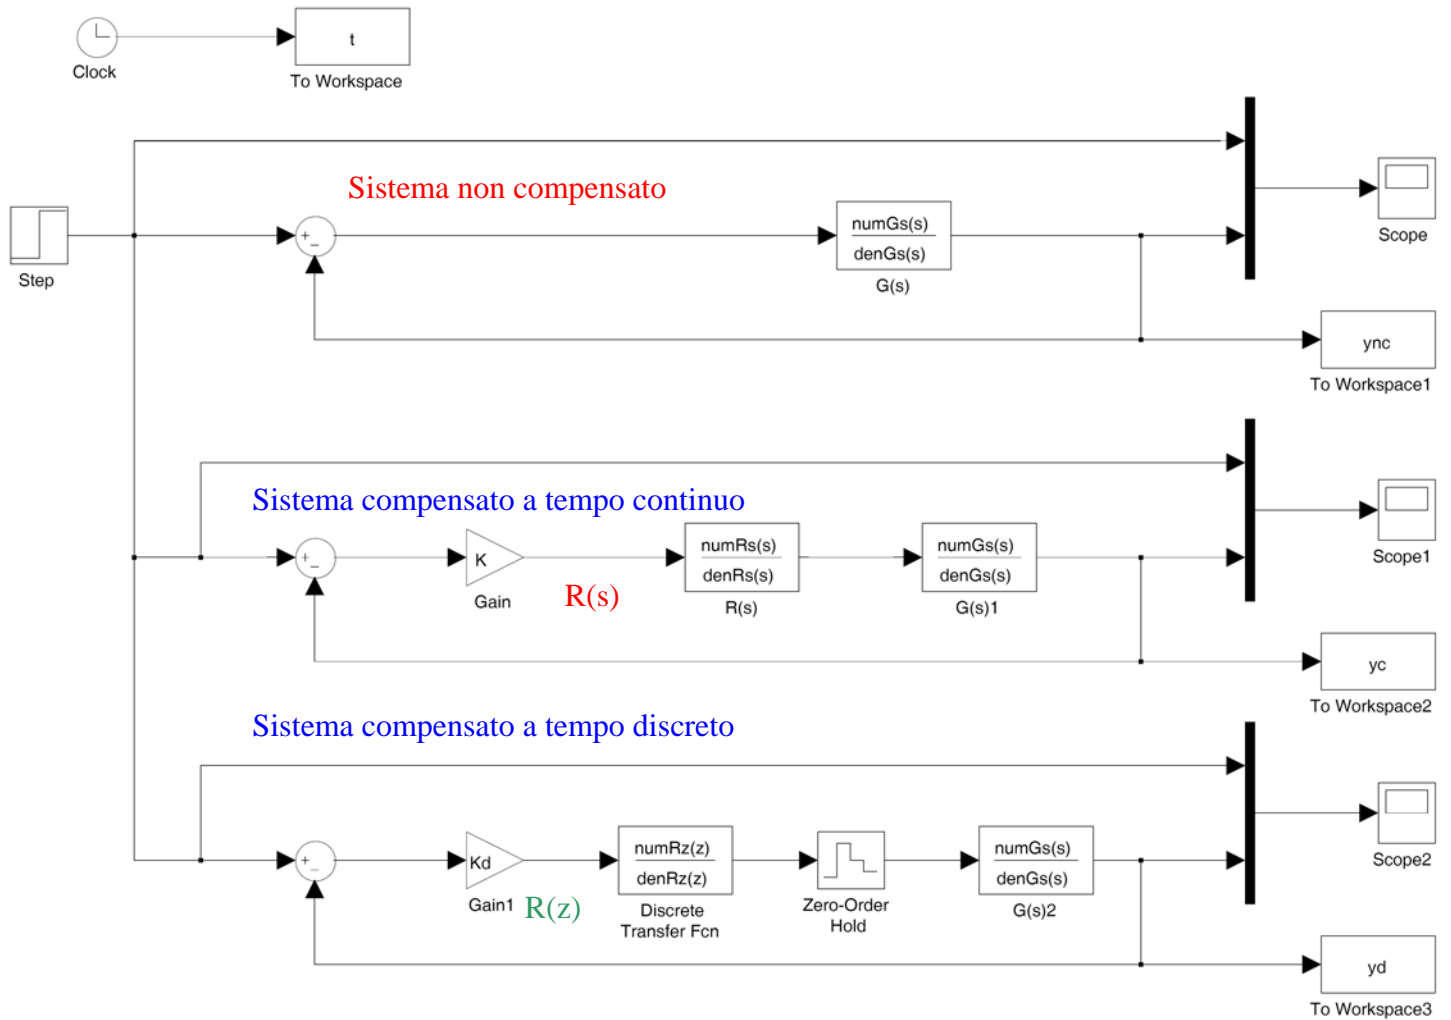 t
Clock
To Workspace
Sistema non compensato
+
_
numGs(s)
denGs(s)
G(s)
Scope
Step
ync
To Workspace1
Sistema compensato a tempo continuo
+
_
K
Gain
R(s)
numRs(s)
denRs(s)
R(s)
numGs(s)
denGs(s)
G(s)1
Scope1
yc
To Workspace2
Sistema compensato a tempo discreto
+
_
Kd
Gain1
R(z)
numRz(z)
denRz(z)
Discrete
Transfer Fcn
Zero-Order
Hold
numGs(s)
denGs(s)
G(s)2
Scope2
yd
To Workspace3